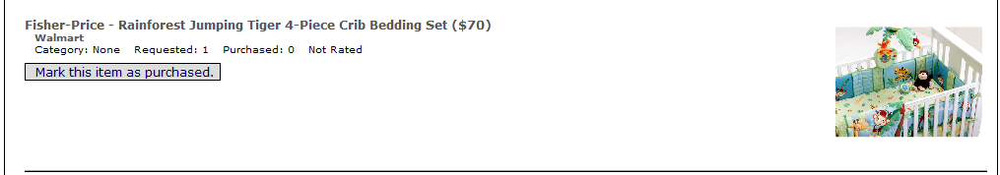 Fisher-Price - Rainforest Jumping Tiger 4-Piece Crib Bedding Set ($70)
Walmart
Category: None Requested: 1 Purchased: 0 Not Rated
Mark this item as purchased.